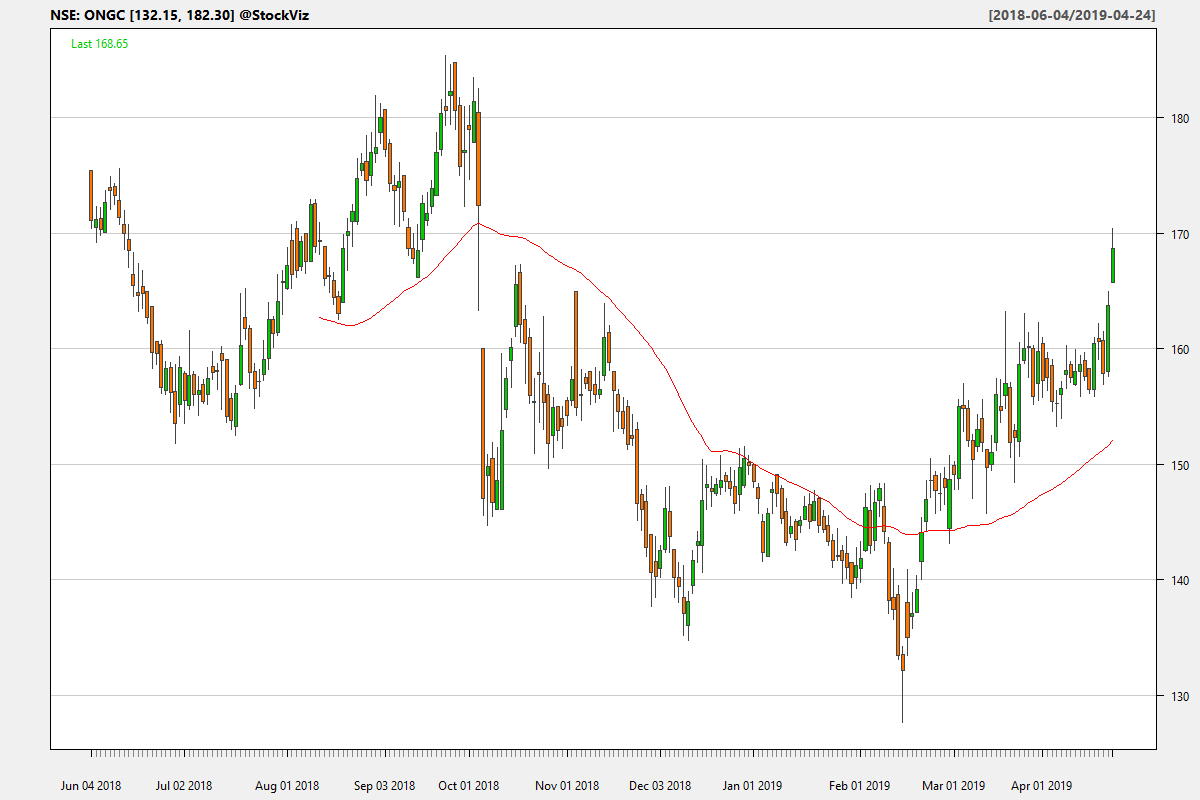 NSE: ONGC [132.15, 182.30] @StockViz
[2018-06-04/2019-04-24]
Last 168.65
180
170
160
150
140
130
Jun 04 2018 Jul 02 2018 Aug 01 2018 Sep 03 2018 Oct 01 2018 Nov 01 2018 Dec 03 2018 Jan 01 2019 Feb 01 2019 Mar 01 2019 Apr 01 2019